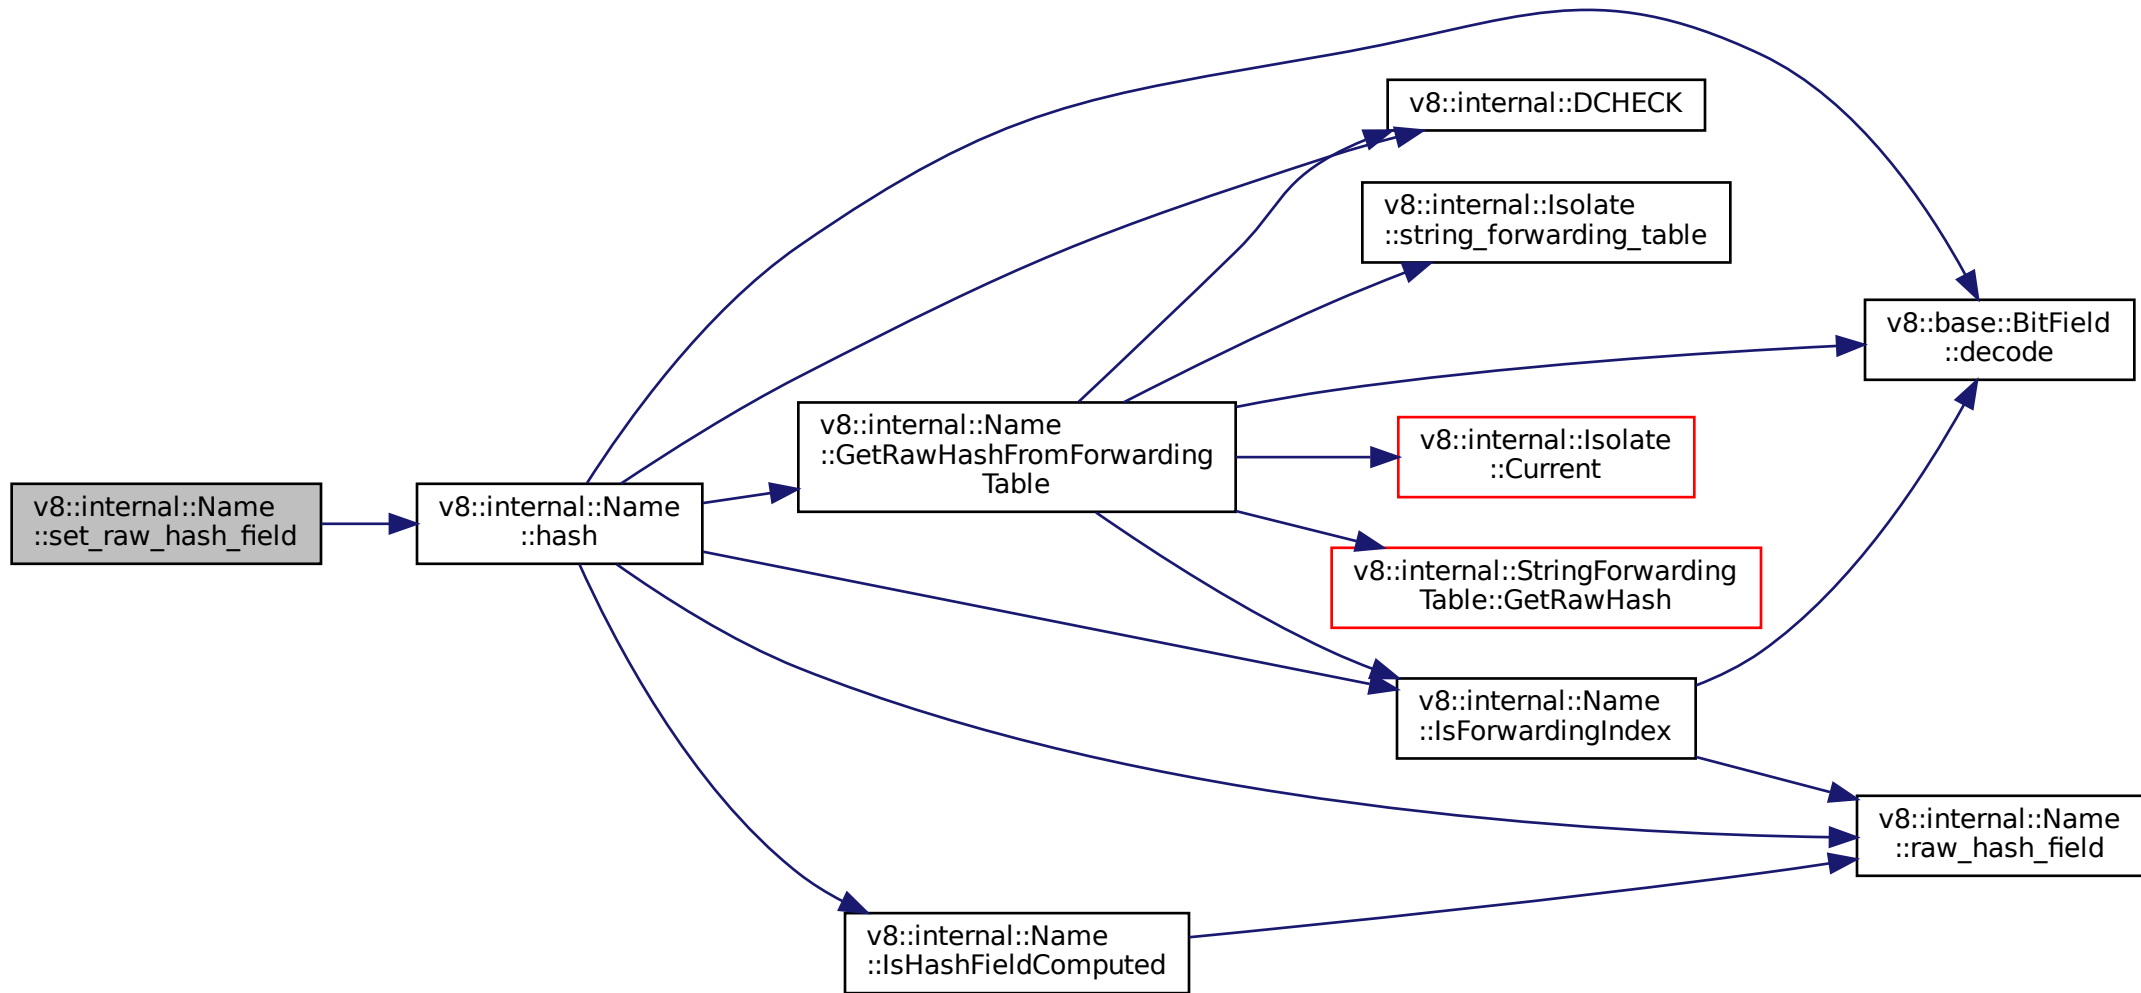 v8::internal::Name
::set_raw_hash_field
v8::internal::Name
::hash
v8::internal::Name
::GetRawHashFromForwarding
Table
v8::internal::DCHECK
v8::internal::Isolate
::string_forwarding_table
v8::base::BitField
::decode
v8::internal::Isolate
::Current
v8::internal::StringForwarding
Table::GetRawHash
v8::internal::Name
::IsForwardingIndex
v8::internal::Name
::raw_hash_field
v8::internal::Name
::IsHashFieldComputed